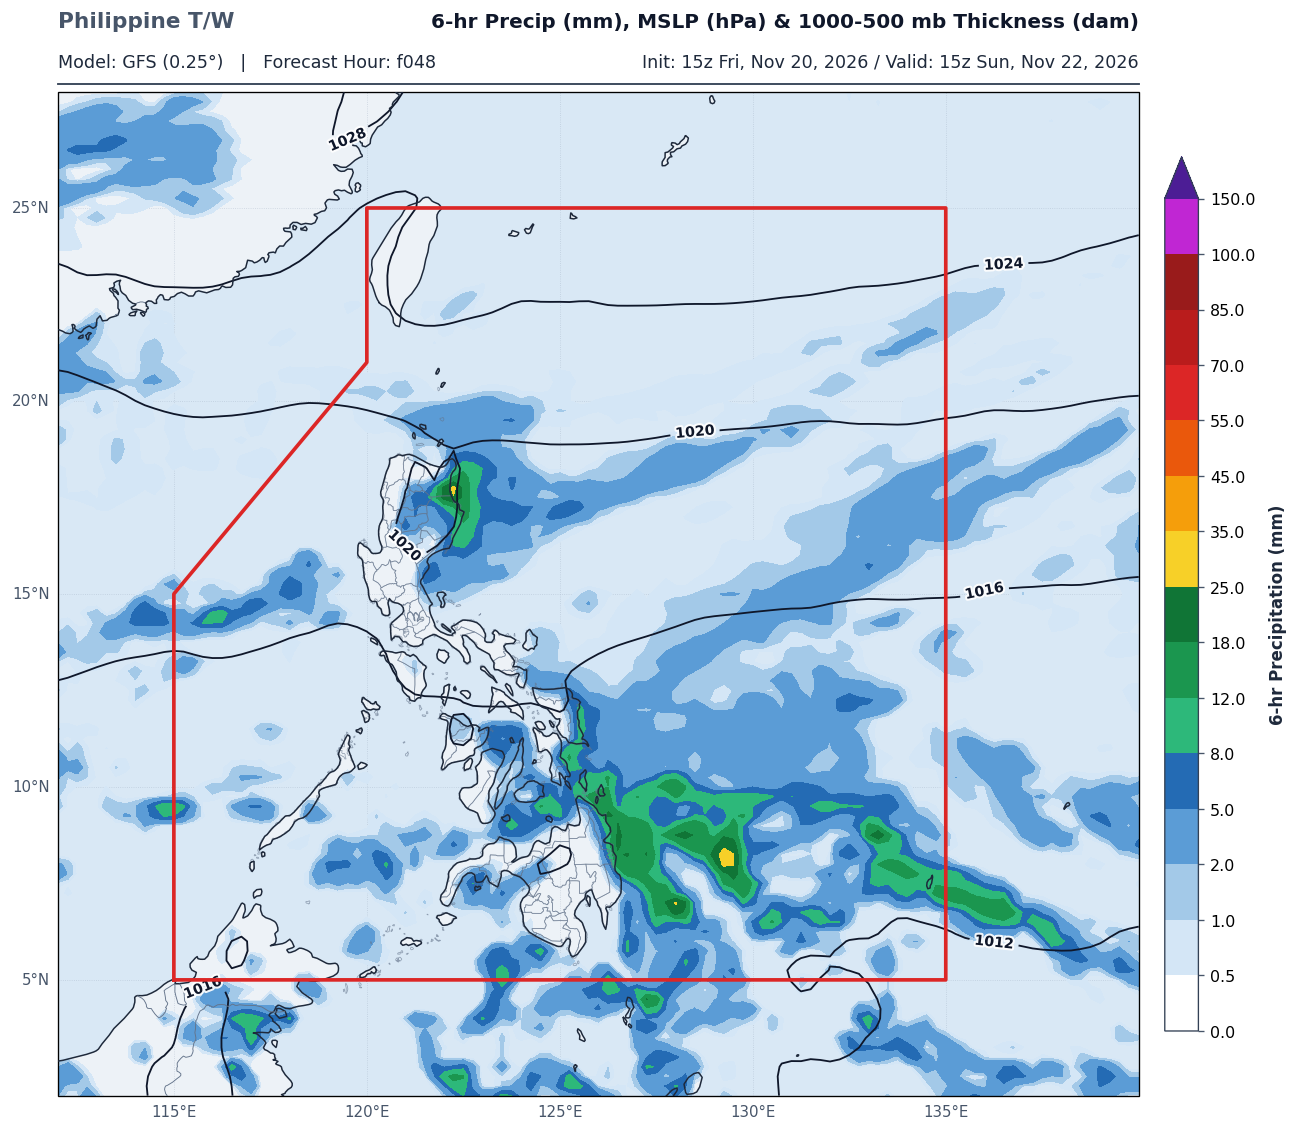 Philippine T/W
6-hr Precip (mm), MSLP (hPa) & 1000-500 mb Thickness (dam)
Model: GFS (0.25°) | Forecast Hour: f048
Init: 15z Fri, Nov 20, 2026 / Valid: 15z Sun, Nov 22, 2026
1028
25°N
1024
20°N
1020
1020
15°N
1016
10°N
1012
5°N
1016
115°E
120°E
125°E
130°E
135°E
150.0
100.0
85.0
70.0
55.0
45.0
35.0
25.0
18.0
12.0
8.0
5.0
2.0
1.0
0.5
0.0
6-hr Precipitation (mm)